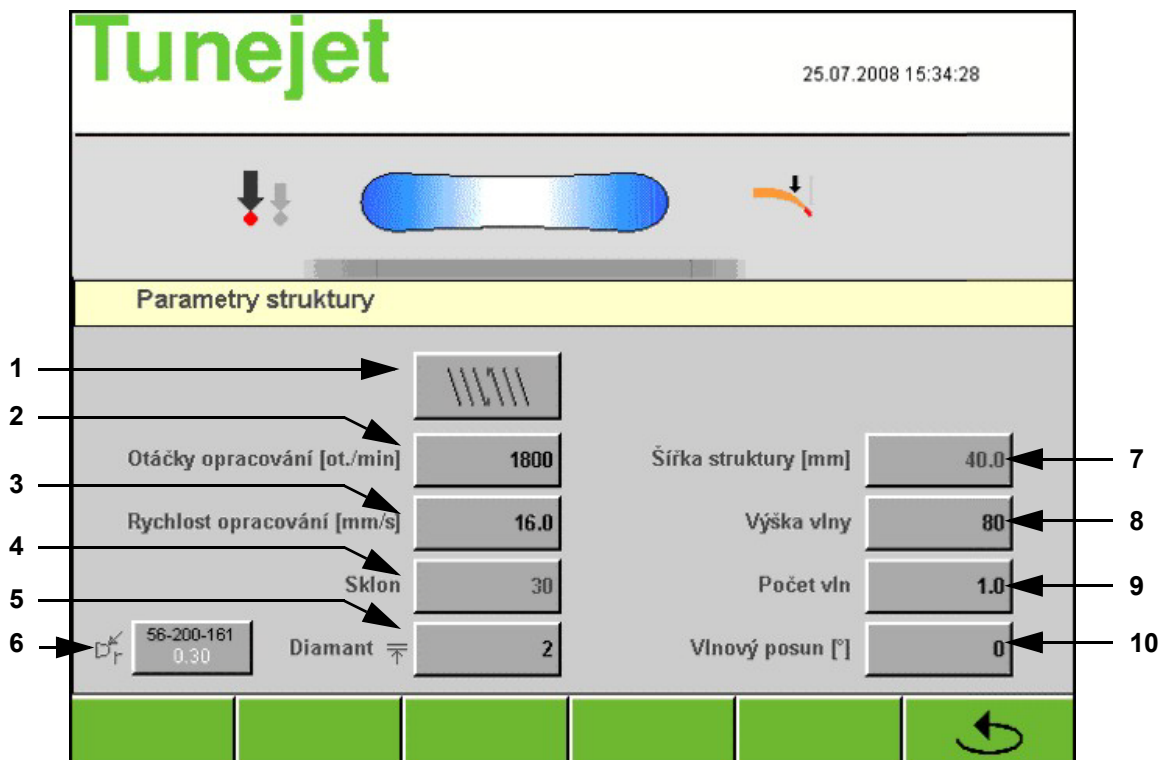 Tunejet
25.07.2008 15:34:28
Parametry struktury
1
2
Otáčky opracování [ot./min] 1800
Šířka struktury [mm] 40.0 7
3
Rychlost opracování [mm/s] 16.0
Výška vlny 80 8
4
Sklon 30
Počet vln 1.0 9
5
6 r 56-200-161
0.30
Diamant 2
Vlnový posun [°] 0 10